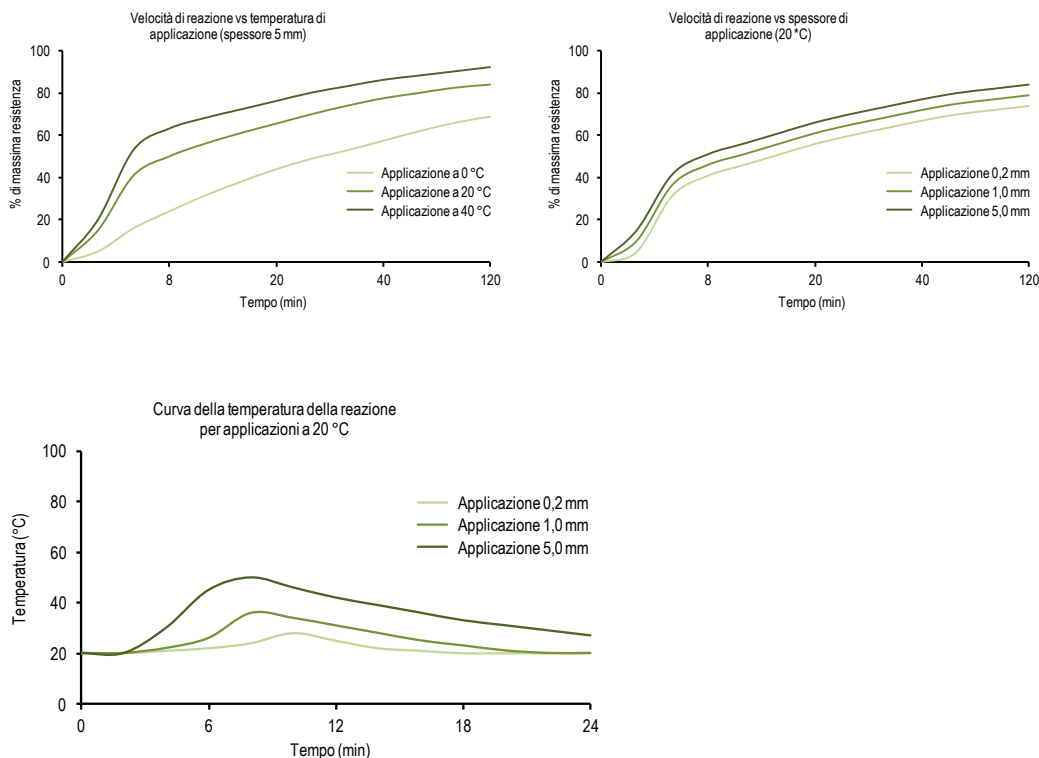 Velocità di reazione vs temperatura di
applicazione (spessore 5 mm)
% di massima resistenza
100
80
60
40
20
0
Applicazione a 0 °C
Applicazione a 20 °C
Applicazione a 40 °C
0 8 20 40 120
Tempo (min)
Velocità di reazione vs spessore di
applicazione (20 °C)
% di massima resistenza
100
80
60
40
20
0
Applicazione 0,2 mm
Applicazione 1,0 mm
Applicazione 5,0 mm
0 8 20 40 120
Tempo (min)
Curva della temperatura della reazione
per applicazioni a 20 °C
Temperatura (°C)
100
80
60
40
20
0
Applicazione 0,2 mm
Applicazione 1,0 mm
Applicazione 5,0 mm
0 6 12 18 24
Tempo (min)